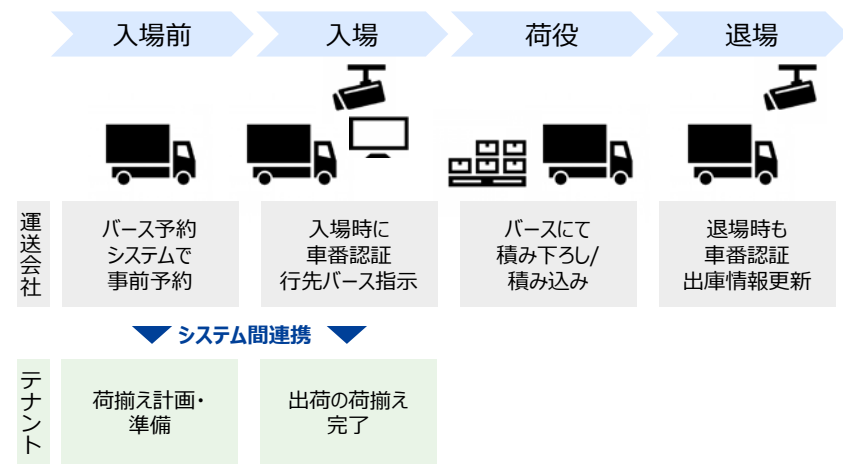 入場前
入場
荷役
退場
運送会社
バース予約
システムで
事前予約
入場時に
車番認証
行先バース指示
バースにて
積み下ろし/
積み込み
退場時も
車番認証
出庫情報更新
システム間連携
テナント
荷揃え計画・
準備
出荷の荷揃え
完了